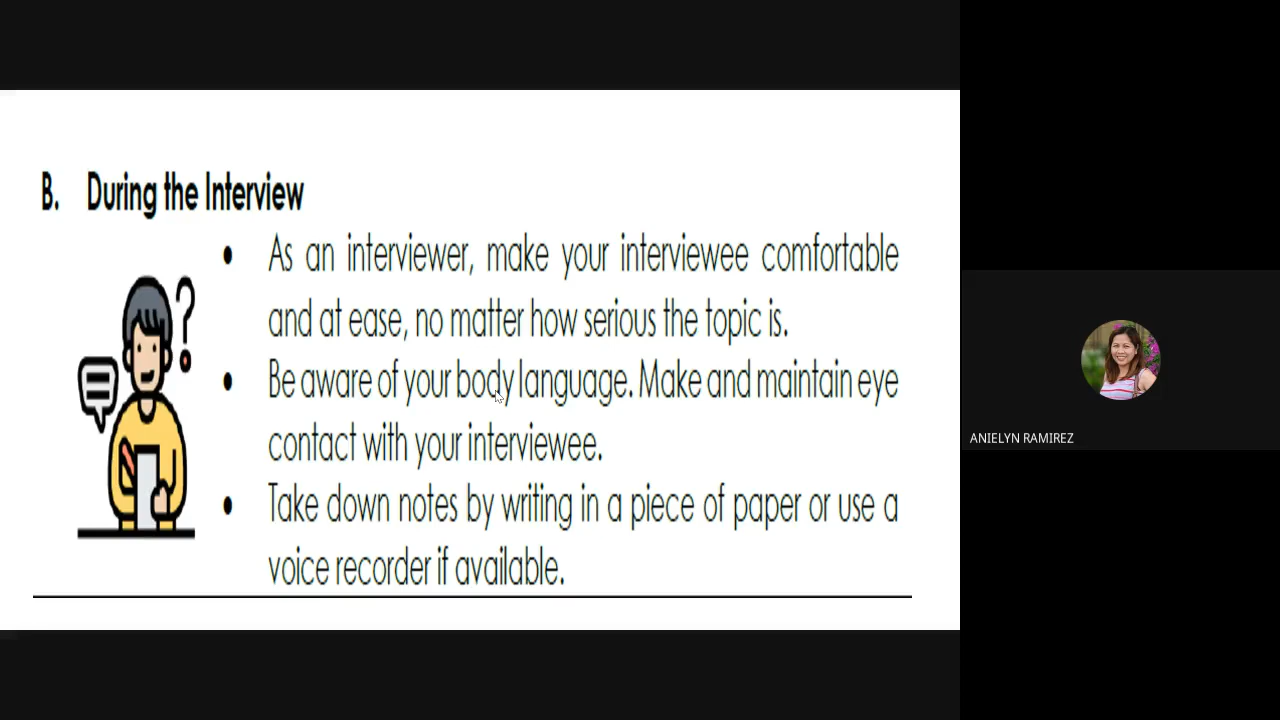 B. During the Interview
• As an interviewer, make your interviewee comfortable
and at ease, no matter how serious the topic is.
• Be aware of your body language. Make and maintain eye
contact with your interviewee.
• Take down notes by writing in a piece of paper or use a
voice recorder if available.
ANIELYN RAMIREZ